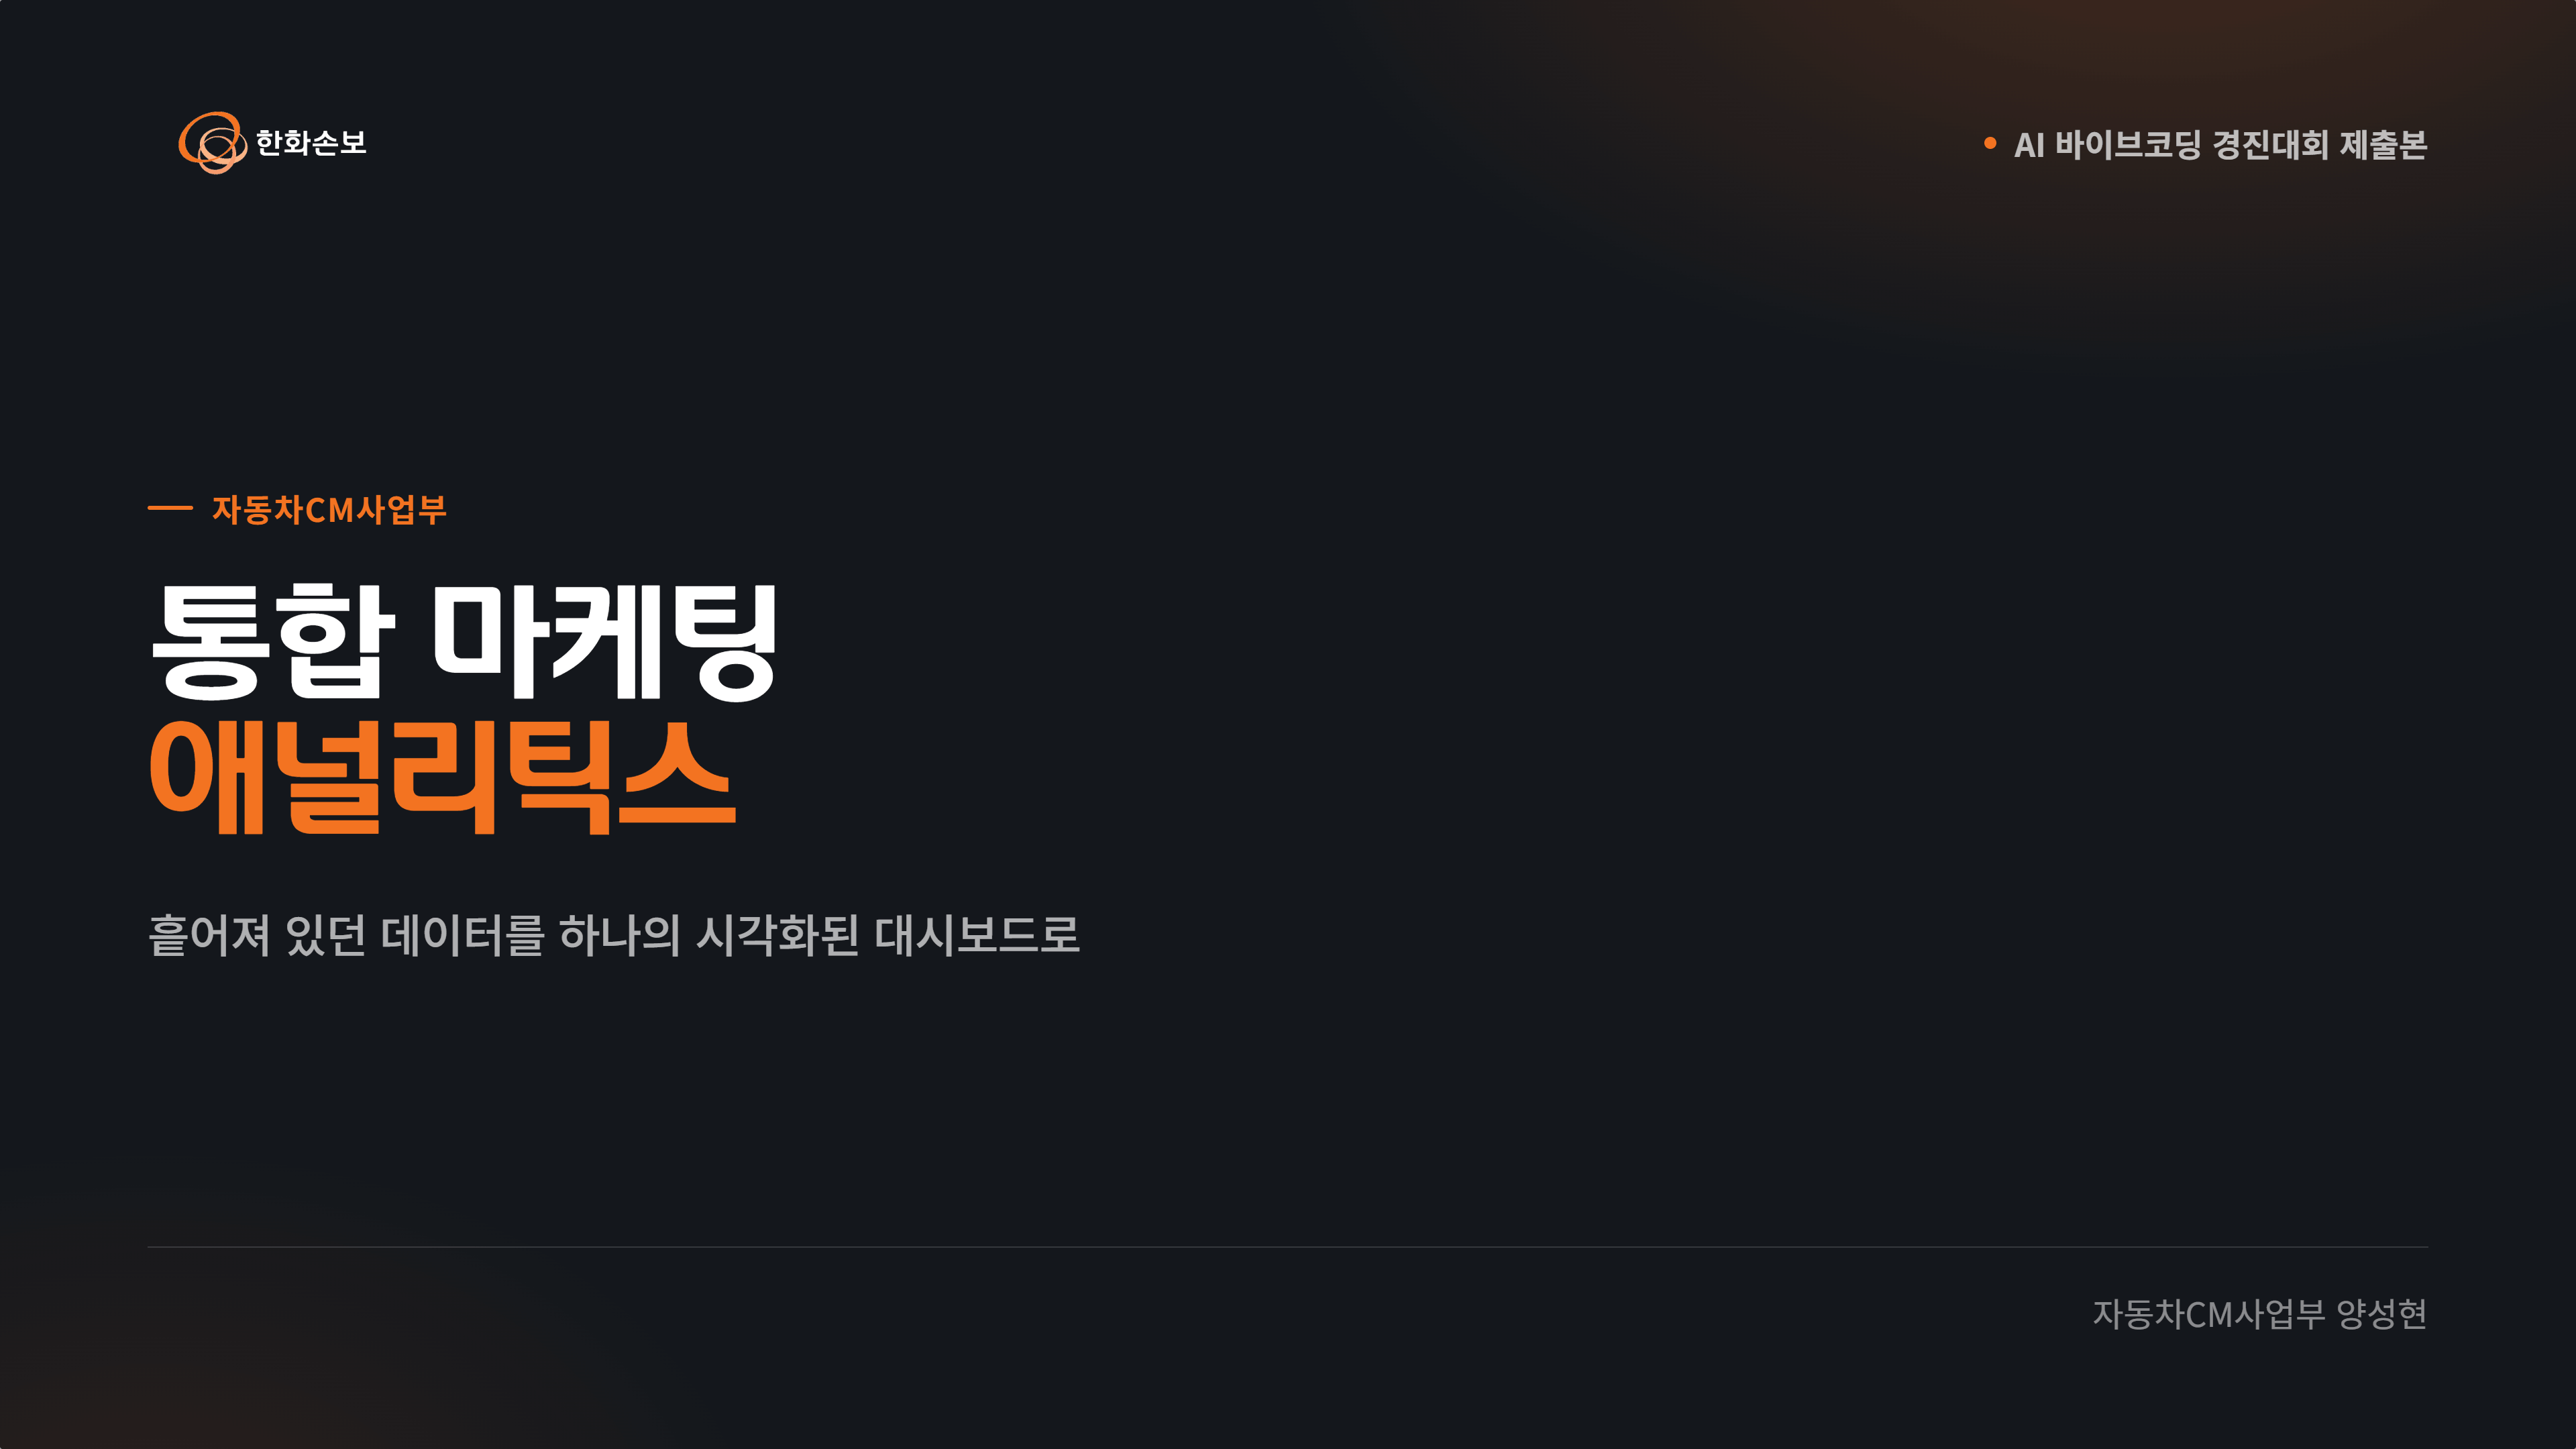 한화손보
AI 바이브코딩 경진대회 제출본
자동차CM사업부
통합 마케팅
애널리틱스
흩어져 있던 데이터를 하나의 시각화된 대시보드로
자동차CM사업부 양성현